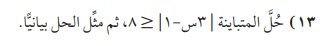 ١٣) حُلَّ المتباينة |٣س−١| ≤ ٨، ثم مثِّل الحل بيانيًّا.